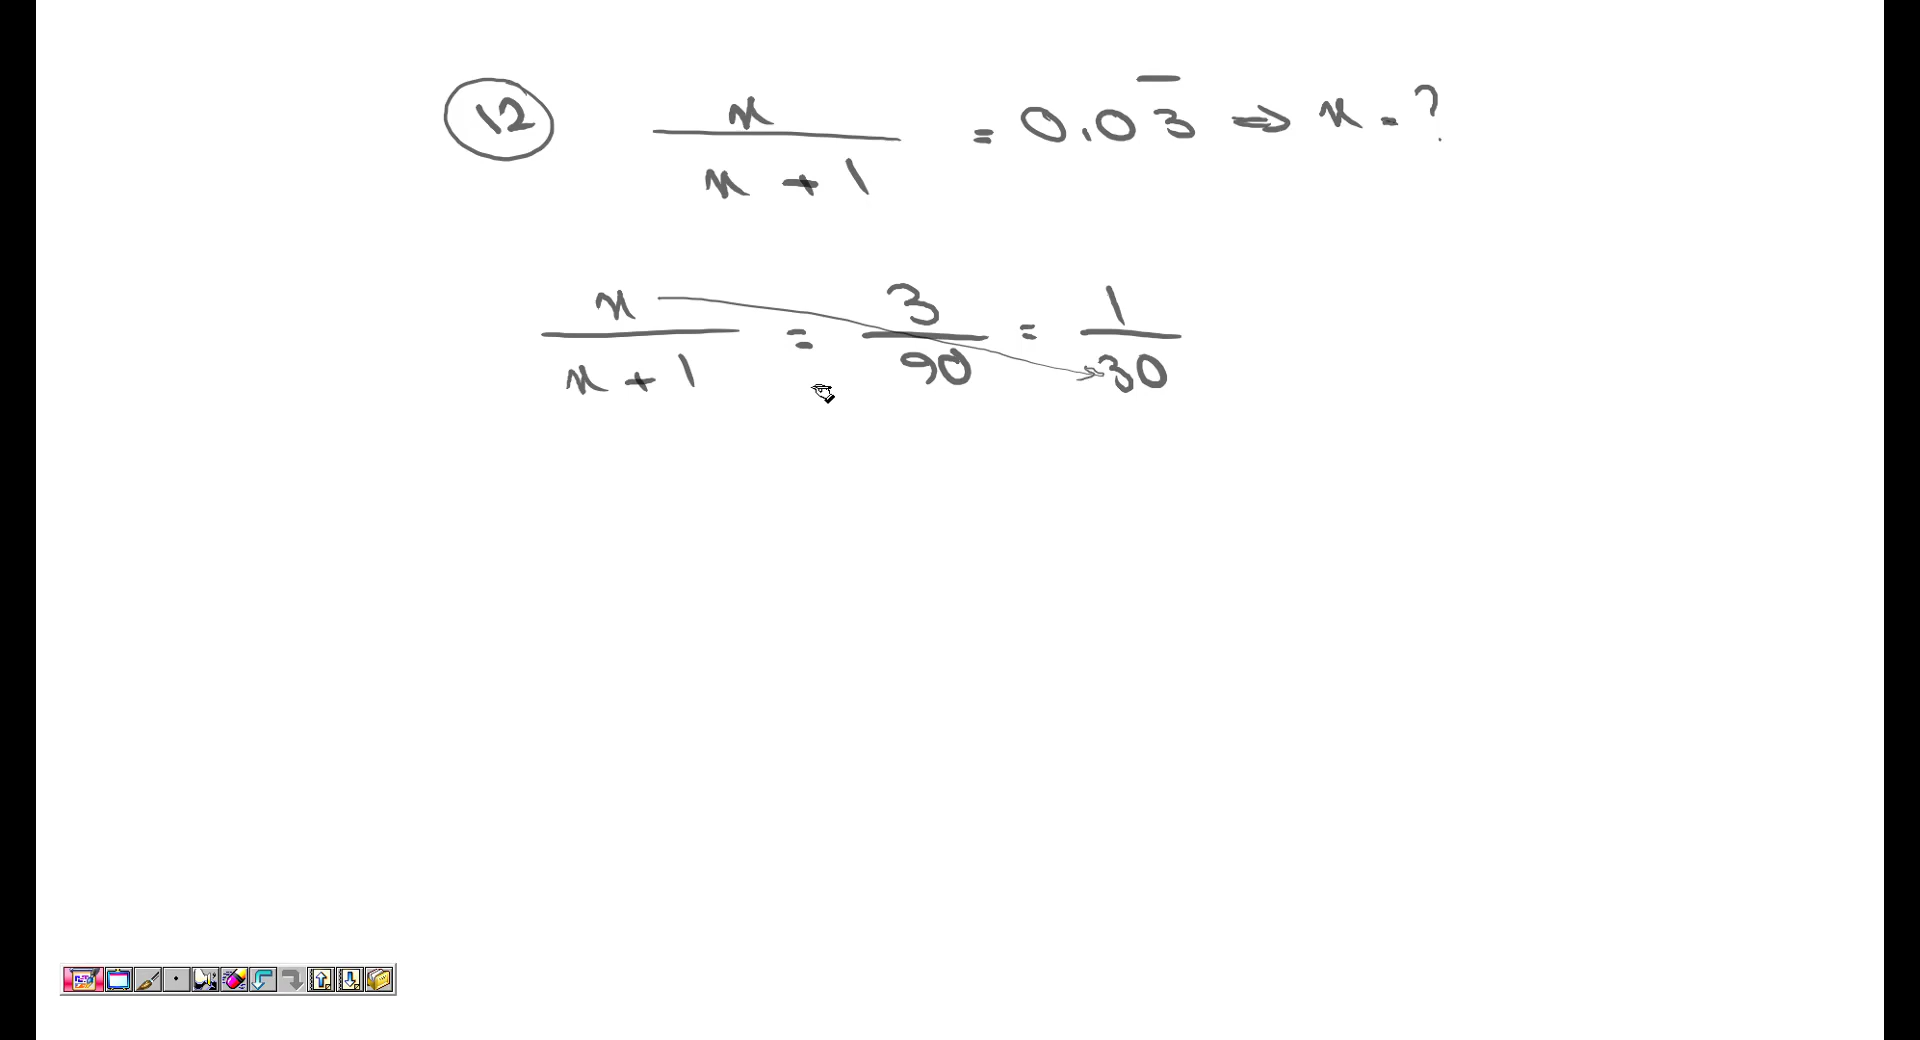 12 x / x + 1 = 0.03̅ ⇒ x = ?
x / x + 1 = 3 / 90 = 1 / 30